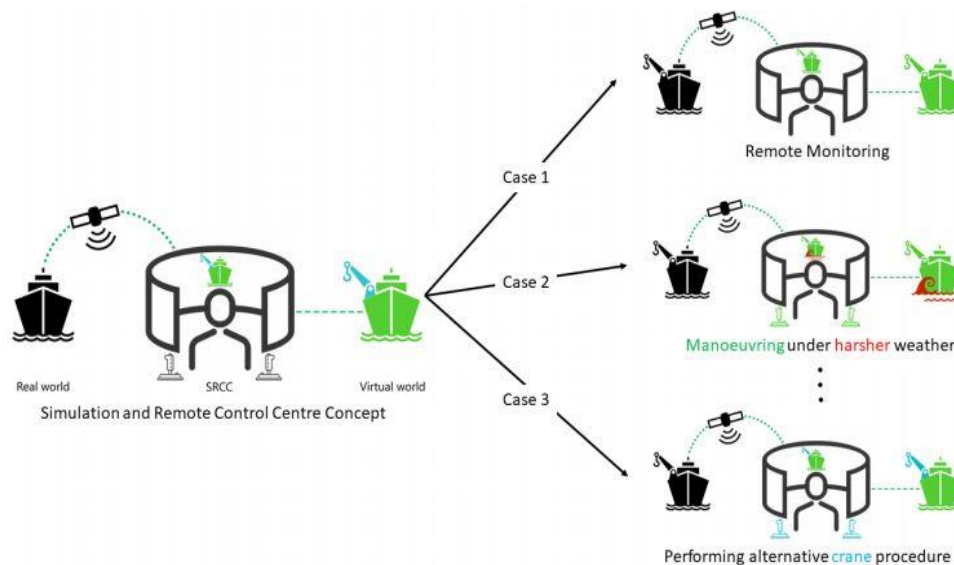 Remote Monitoring
Case 1
Case 2
Manoeuvring under harsher weather
Case 3
Real world
SRCC
Virtual world
Simulation and Remote Control Centre Concept
Performing alternative crane procedure